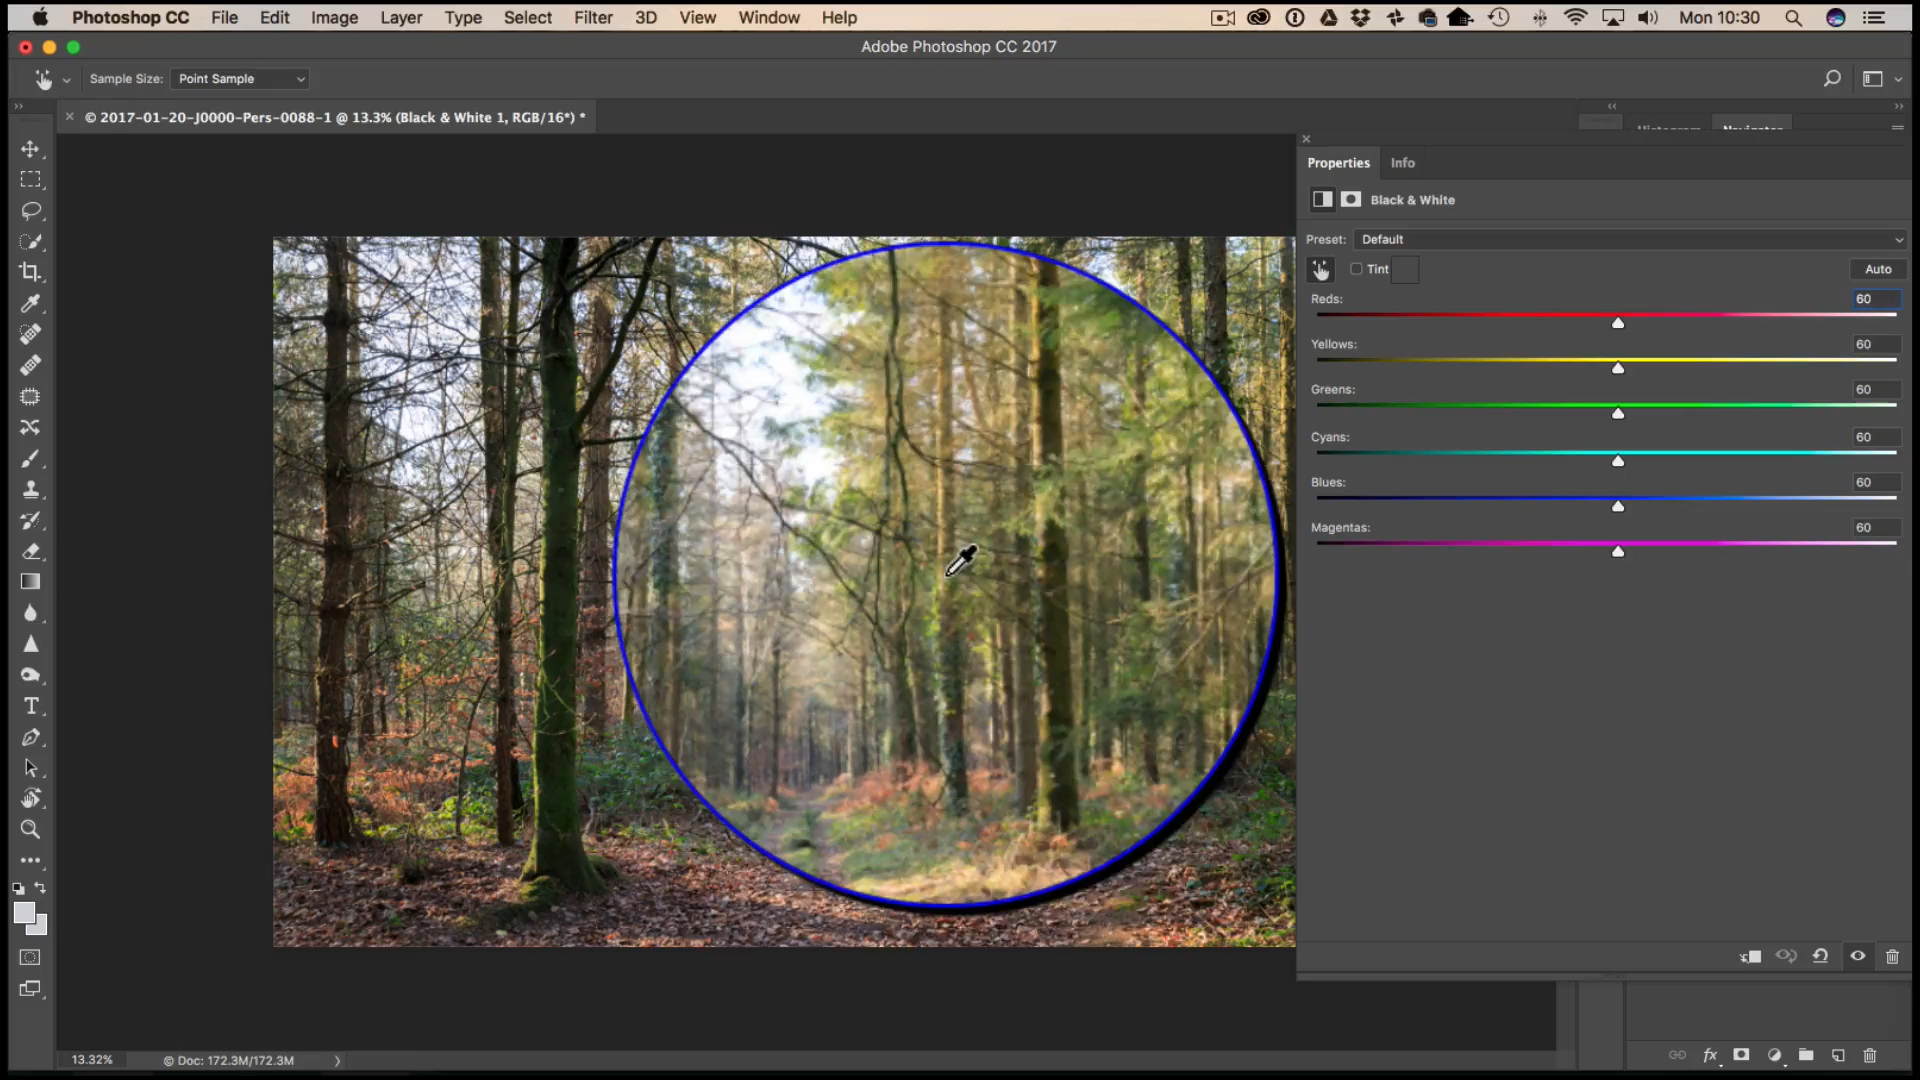 Photoshop CC File Edit Image Layer Type Select Filter 3D View Window Help Mon 10:30
Adobe Photoshop CC 2017
Sample Size: Point Sample
© 2017-01-20-J0000-Pers-0088-1 @ 13.3% (Black & White 1, RGB/16*) *
Histogram Navigator
Properties Info
Black & White
Preset: Default
Tint Auto
Reds: 60
Yellows: 60
Greens: 60
Cyans: 60
Blues: 60
Magentas: 60
13.32% © Doc: 172.3M/172.3M
fx